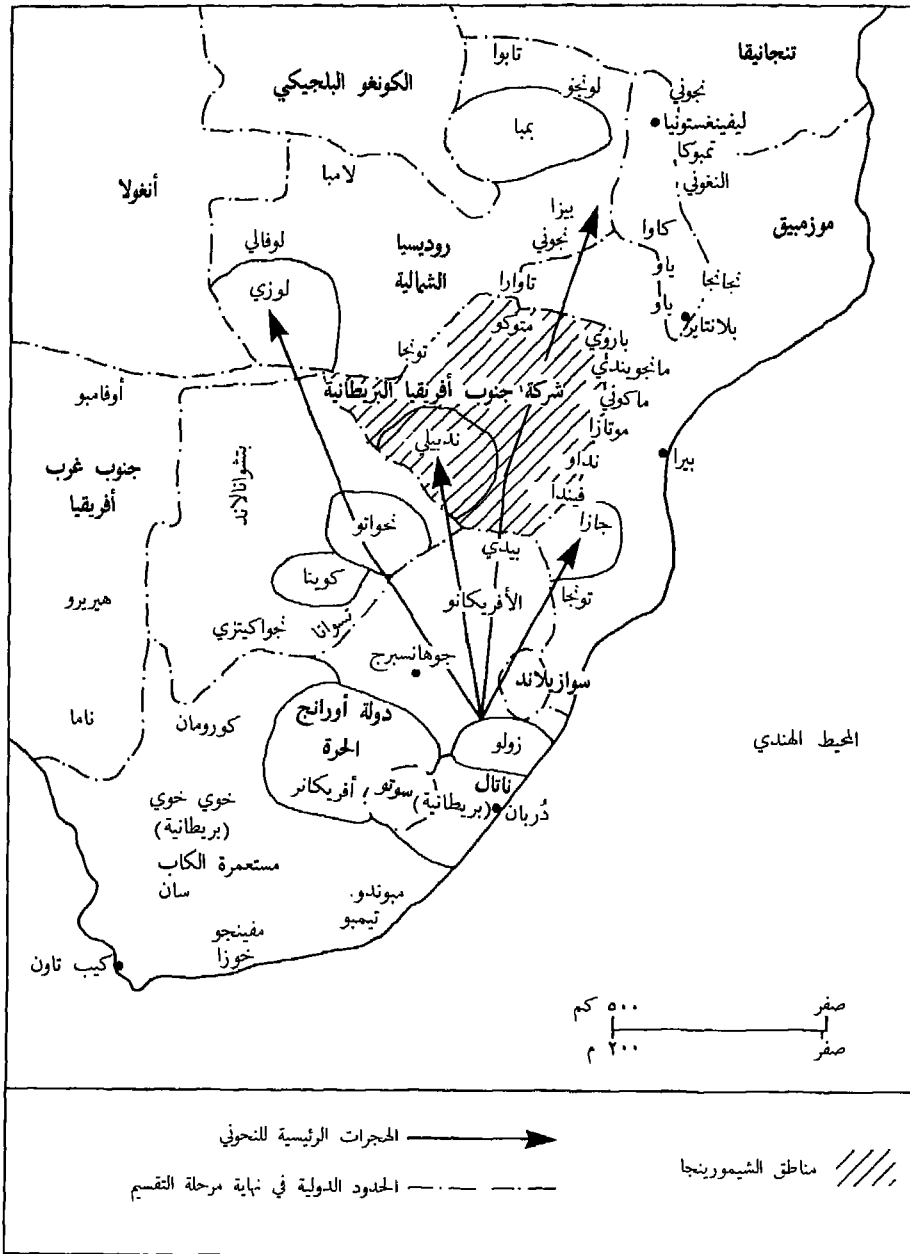 تنجانيقا
تابوا
الكونغو البلجيكي
لونجو
نجوني
بمبا
ليفينغستونيا
تمبوكا
النغوني
لامبا
أنغولا
موزمبيق
بيزا
كاوا
نجوني
لوفالي
روديسيا
الشمالية
ياو
نجانجا
تاوارا
ياو
لوزي
بلانتاير
متوكو
باروي
تونجا
مانجويندي
شركة جنوب أفريقيا البريطانية
أوفامبو
ماكوني
موتازا
ندبيلي
نداو
بيرا
جنوب غرب
أفريقيا
بتشوانالاند
فيندا
جازا
نجواتو
بيدي
كوينا
تونجا
الأفريكانو
هيريرو
تسوانا
نجواكيتزي
جوهانسبرج
سوازيلاند
دولة أورانج
الحرة
ناما
كورومان
زولو
المحيط الهندي
ناتال
أفريكانر
سوتو
(بريطانية)
دُربان
خوي خوي
(بريطانية)
مستعمرة الكاب
سان
مبوندو.
تيمبو
مفينجو
خوزا
كيب تاون
صفر ٥٠٠ كم
صفر ٢٠٠ م
الهجرات الرئيسية للنحوني
مناطق الشيمورينجا
الحدود الدولية في نهاية مرحلة التقسيم